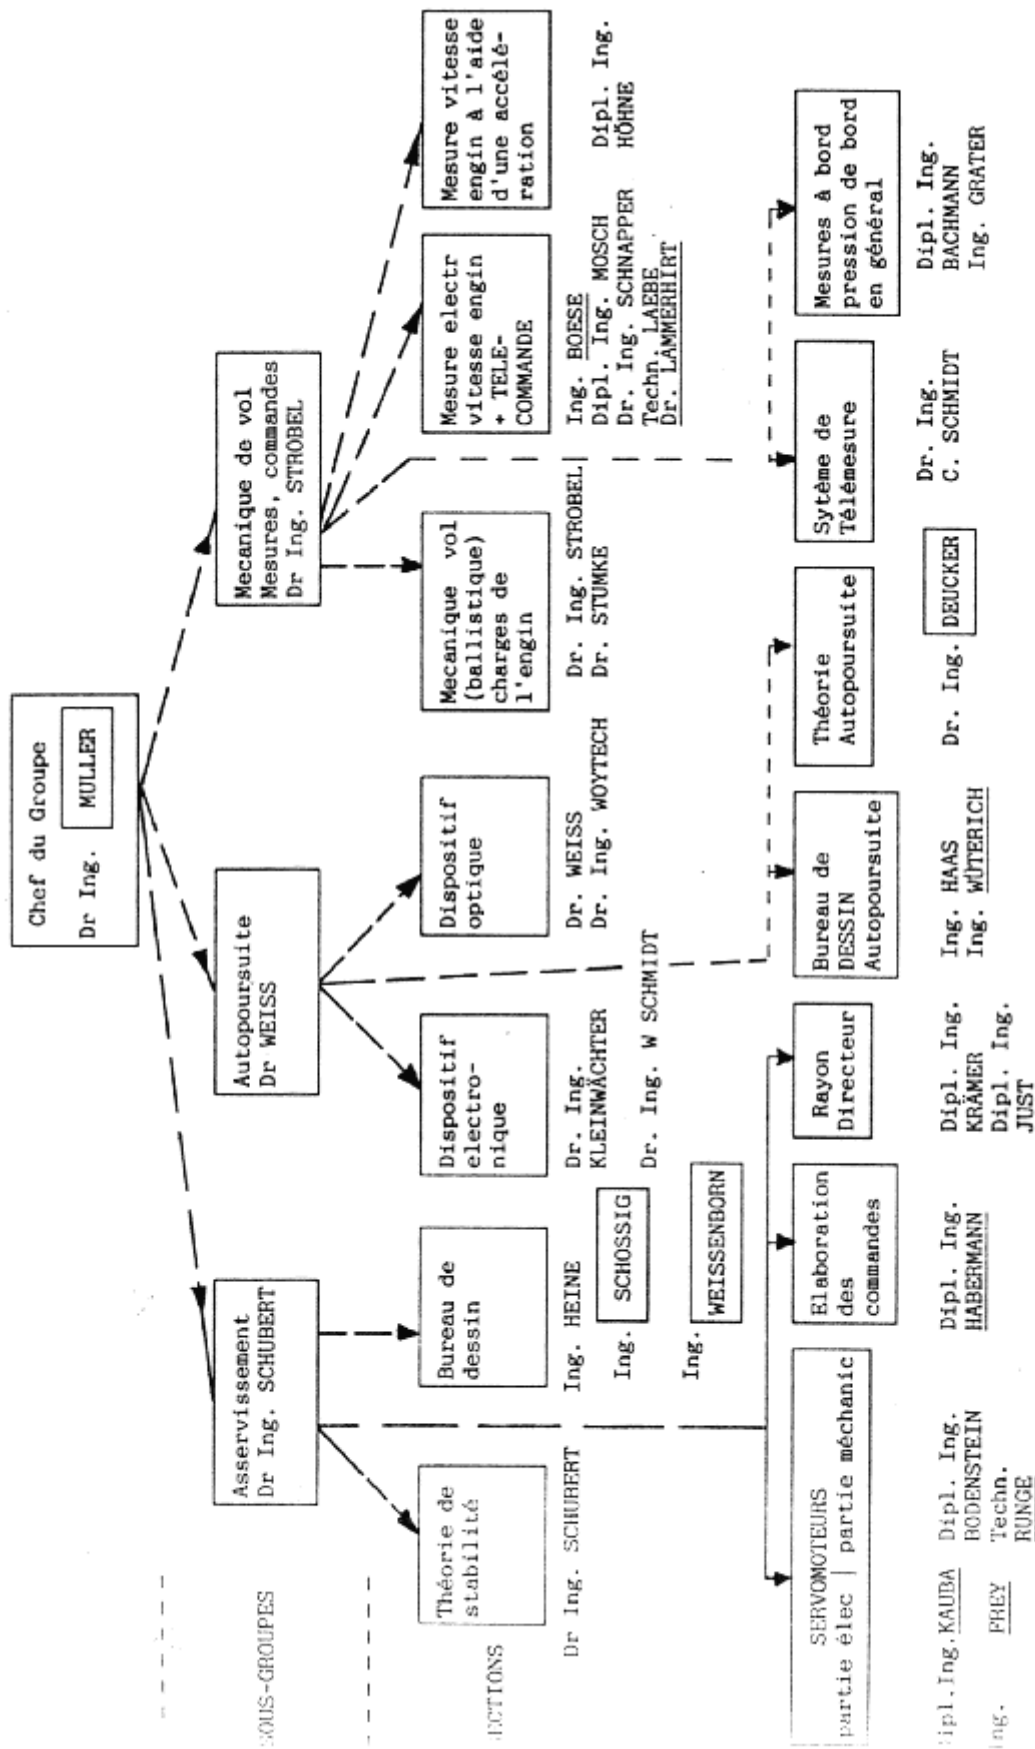 Chef du Groupe
Dr Ing. MULLER
SOUS-GROUPES
Asservissement
Dr Ing. SCHUBERT
Autopoursuite
Dr WEISS
Mecanique de vol
Mesures, commandes
Dr Ing. STROBEL
ECTIONS
Théorie de
stabilité
Dr Ing. SCHUBERT
Bureau de
dessin
Ing. HEINE
Ing. SCHOSSIG
Ing. WEISSENBORN
Dispositif
electro-
nique
Dr. Ing.
KLEINWÄCHTER
Dr. Ing. W SCHMIDT
Dispositif
optique
Dr. WEISS
Dr. Ing. WOYTECH
Mecanique vol
(ballistique)
charges de
l'engin
Dr. Ing. STROBEL
Dr. STUMKE
Mesure electr
vitesse engin
+ TELE-
COMMANDE
Ing. BOESE
Dipl. Ing. MOSCH
Dr. Ing. SCHNAPPER
Techn. LAEBE
Dr. LAMMERHIRT
Mesure vitesse
engin à l'aide
d'une accélé-
ration
Dipl. Ing.
HÖHNE
SERVOMOTEURS
partie élec | partie méchanic
ipl.Ing.KAUBA
ng. FREY
Dipl. Ing.
BODENSTEIN
Techn.
RUNGE
Elaboration
des
commandes
Dipl. Ing.
HABERMANN
Rayon
Directeur
Dipl. Ing.
KRÄMER
Dipl. Ing.
JUST
Bureau de
DESSIN
Autopoursuite
Ing. HAAS
Ing. WÜTERICH
Théorie
Autopoursuite
Dr. Ing. DEUCKER
Sytème de
Télémesure
Dr. Ing.
C. SCHMIDT
Mesures à bord
pression de bord
en général
Dipl. Ing.
BACHMANN
Ing. GRATER